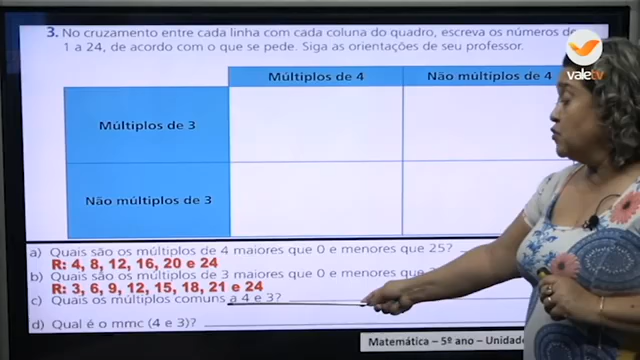 3. No cruzamento entre cada linha com cada coluna do quadro, escreva os números de
1 a 24, de acordo com o que se pede. Siga as orientações de seu professor.
valetv
Múltiplos de 4
Não múltiplos de 4
Múltiplos de 3
Não múltiplos de 3
a) Quais são os múltiplos de 4 maiores que 0 e menores que 25?
R: 4, 8, 12, 16, 20 e 24
b) Quais são os múltiplos de 3 maiores que 0 e menores que
R: 3, 6, 9, 12, 15, 18, 21 e 24
c) Quais os múltiplos comuns a 4 e 3?
d) Qual é o mmc (4 e 3)?
Matemática – 5º ano – Unidade